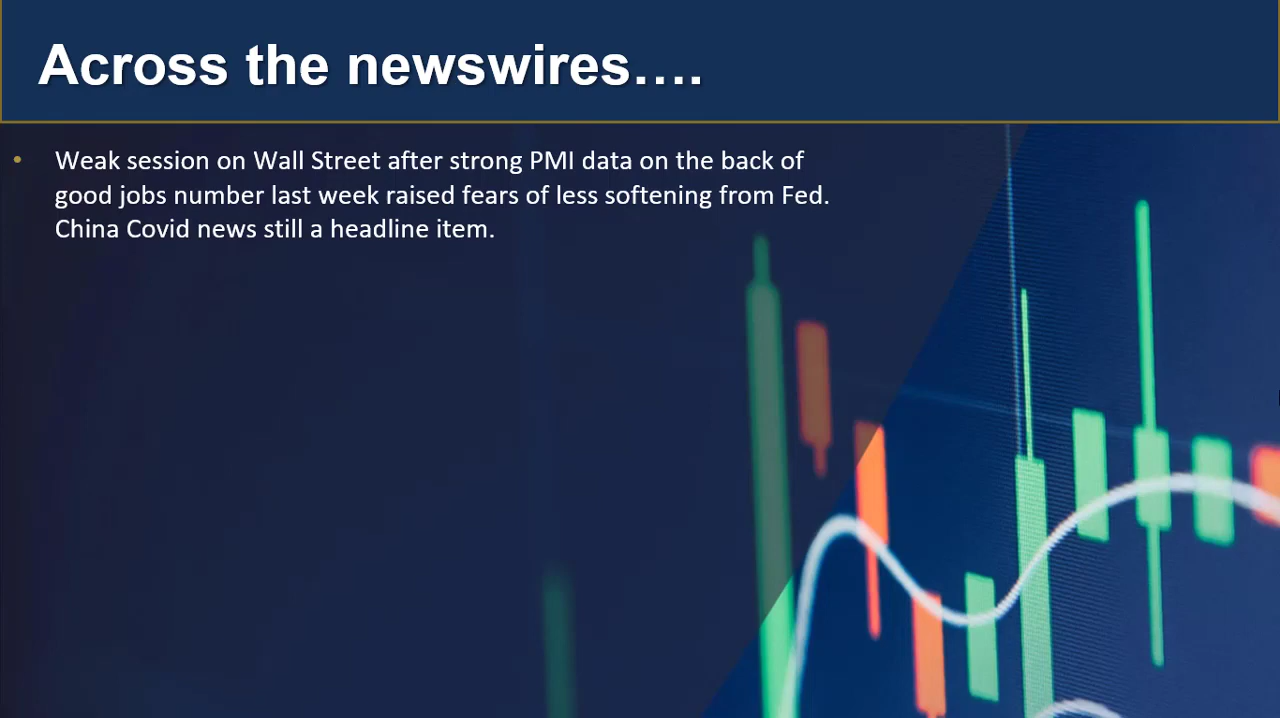 Across the newswires….
• Weak session on Wall Street after strong PMI data on the back of
good jobs number last week raised fears of less softening from Fed.
China Covid news still a headline item.